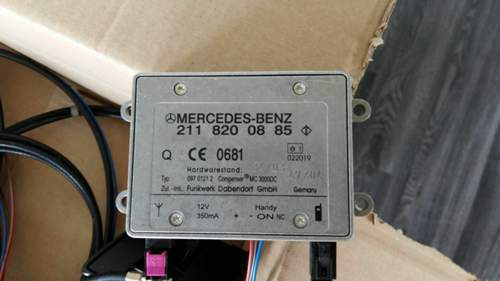 MERCEDES-BENZ
211 820 08 85
Q CE 0681 e1
022019
Hardwarestand:
Typ: 097 0121 2 Compenser® MC 3000DC
Zul.-Inh.: Funkwerk Dabendorf GmbH Germany
12V Handy
350mA + - ON NC